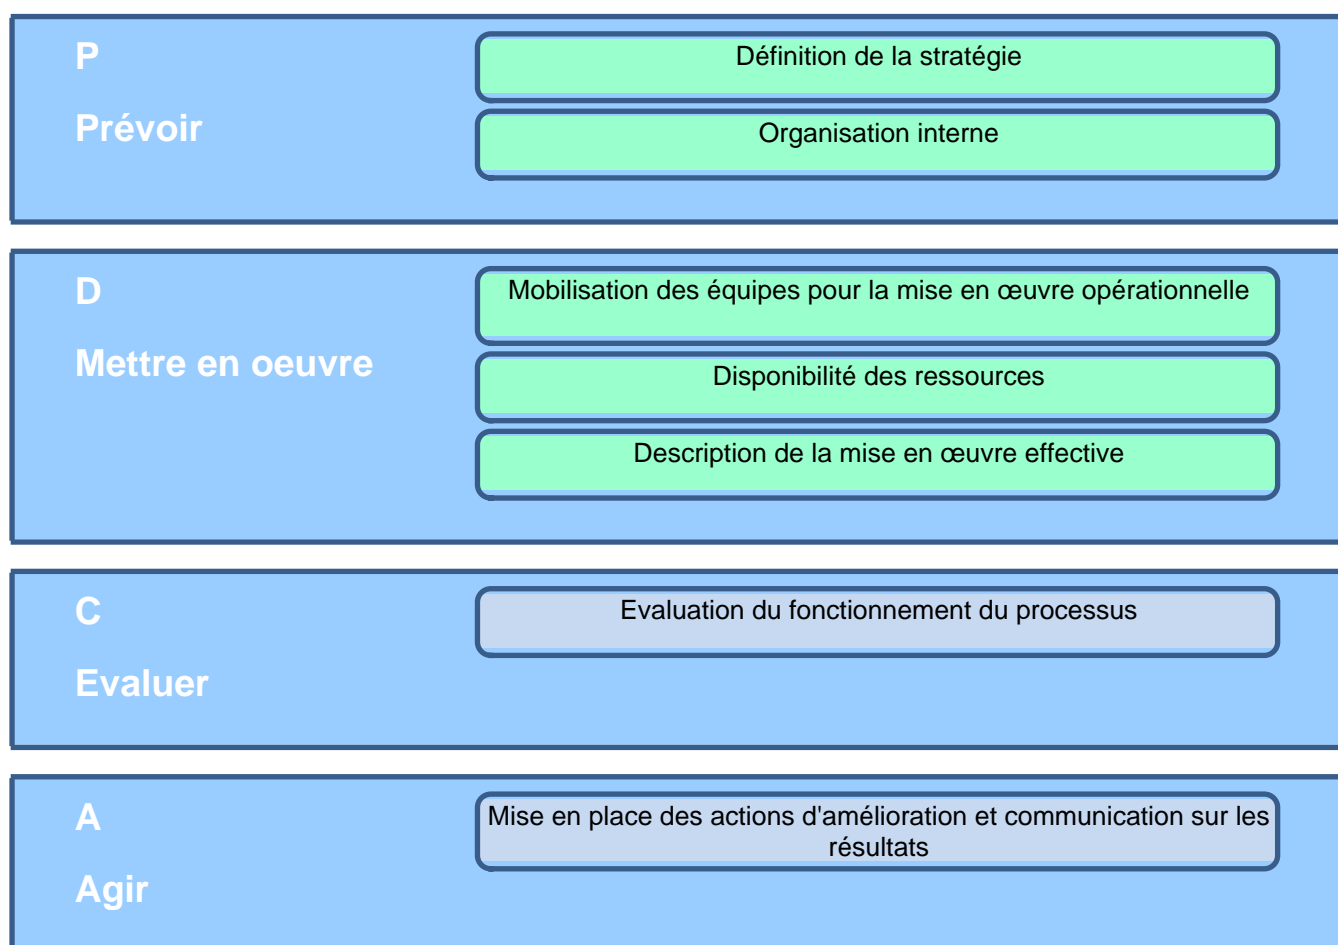 P
Définition de la stratégie
Prévoir
Organisation interne
D
Mobilisation des équipes pour la mise en œuvre opérationnelle
Mettre en oeuvre
Disponibilité des ressources
Description de la mise en œuvre effective
C
Evaluation du fonctionnement du processus
Evaluer
A
Mise en place des actions d'amélioration et communication sur les
résultats
Agir